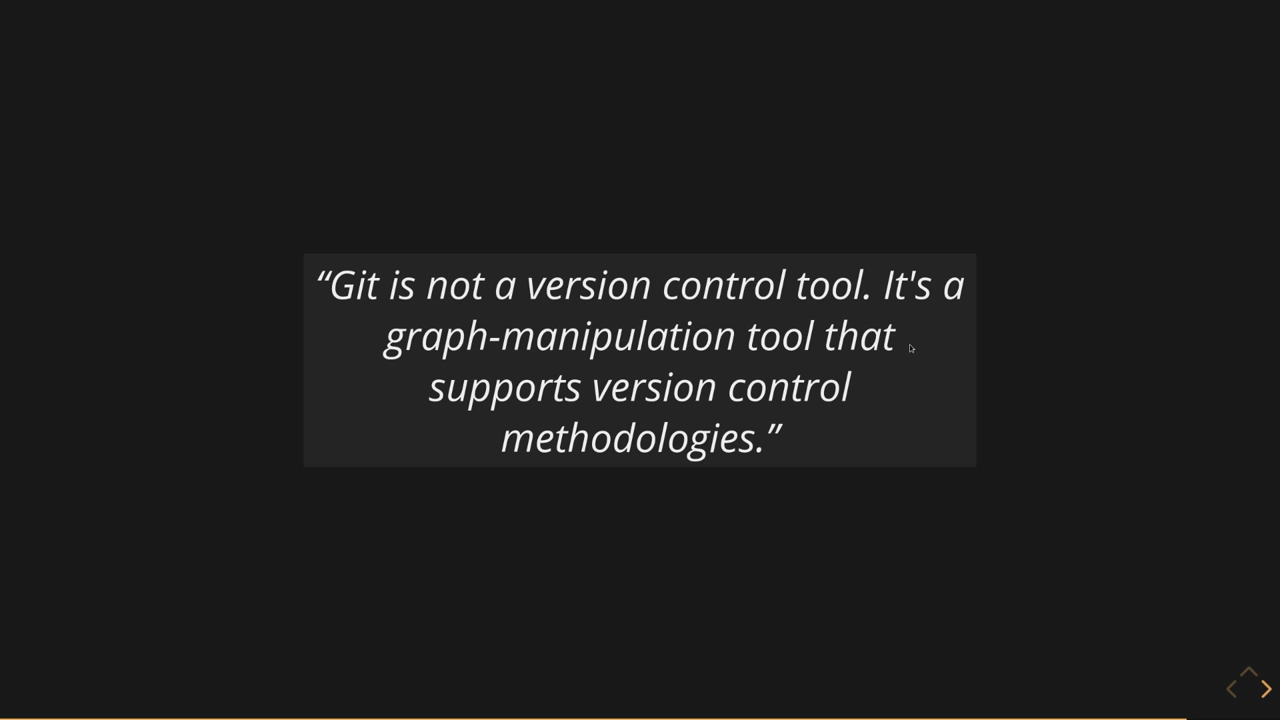 “Git is not a version control tool. It's a
graph-manipulation tool that
supports version control
methodologies.”